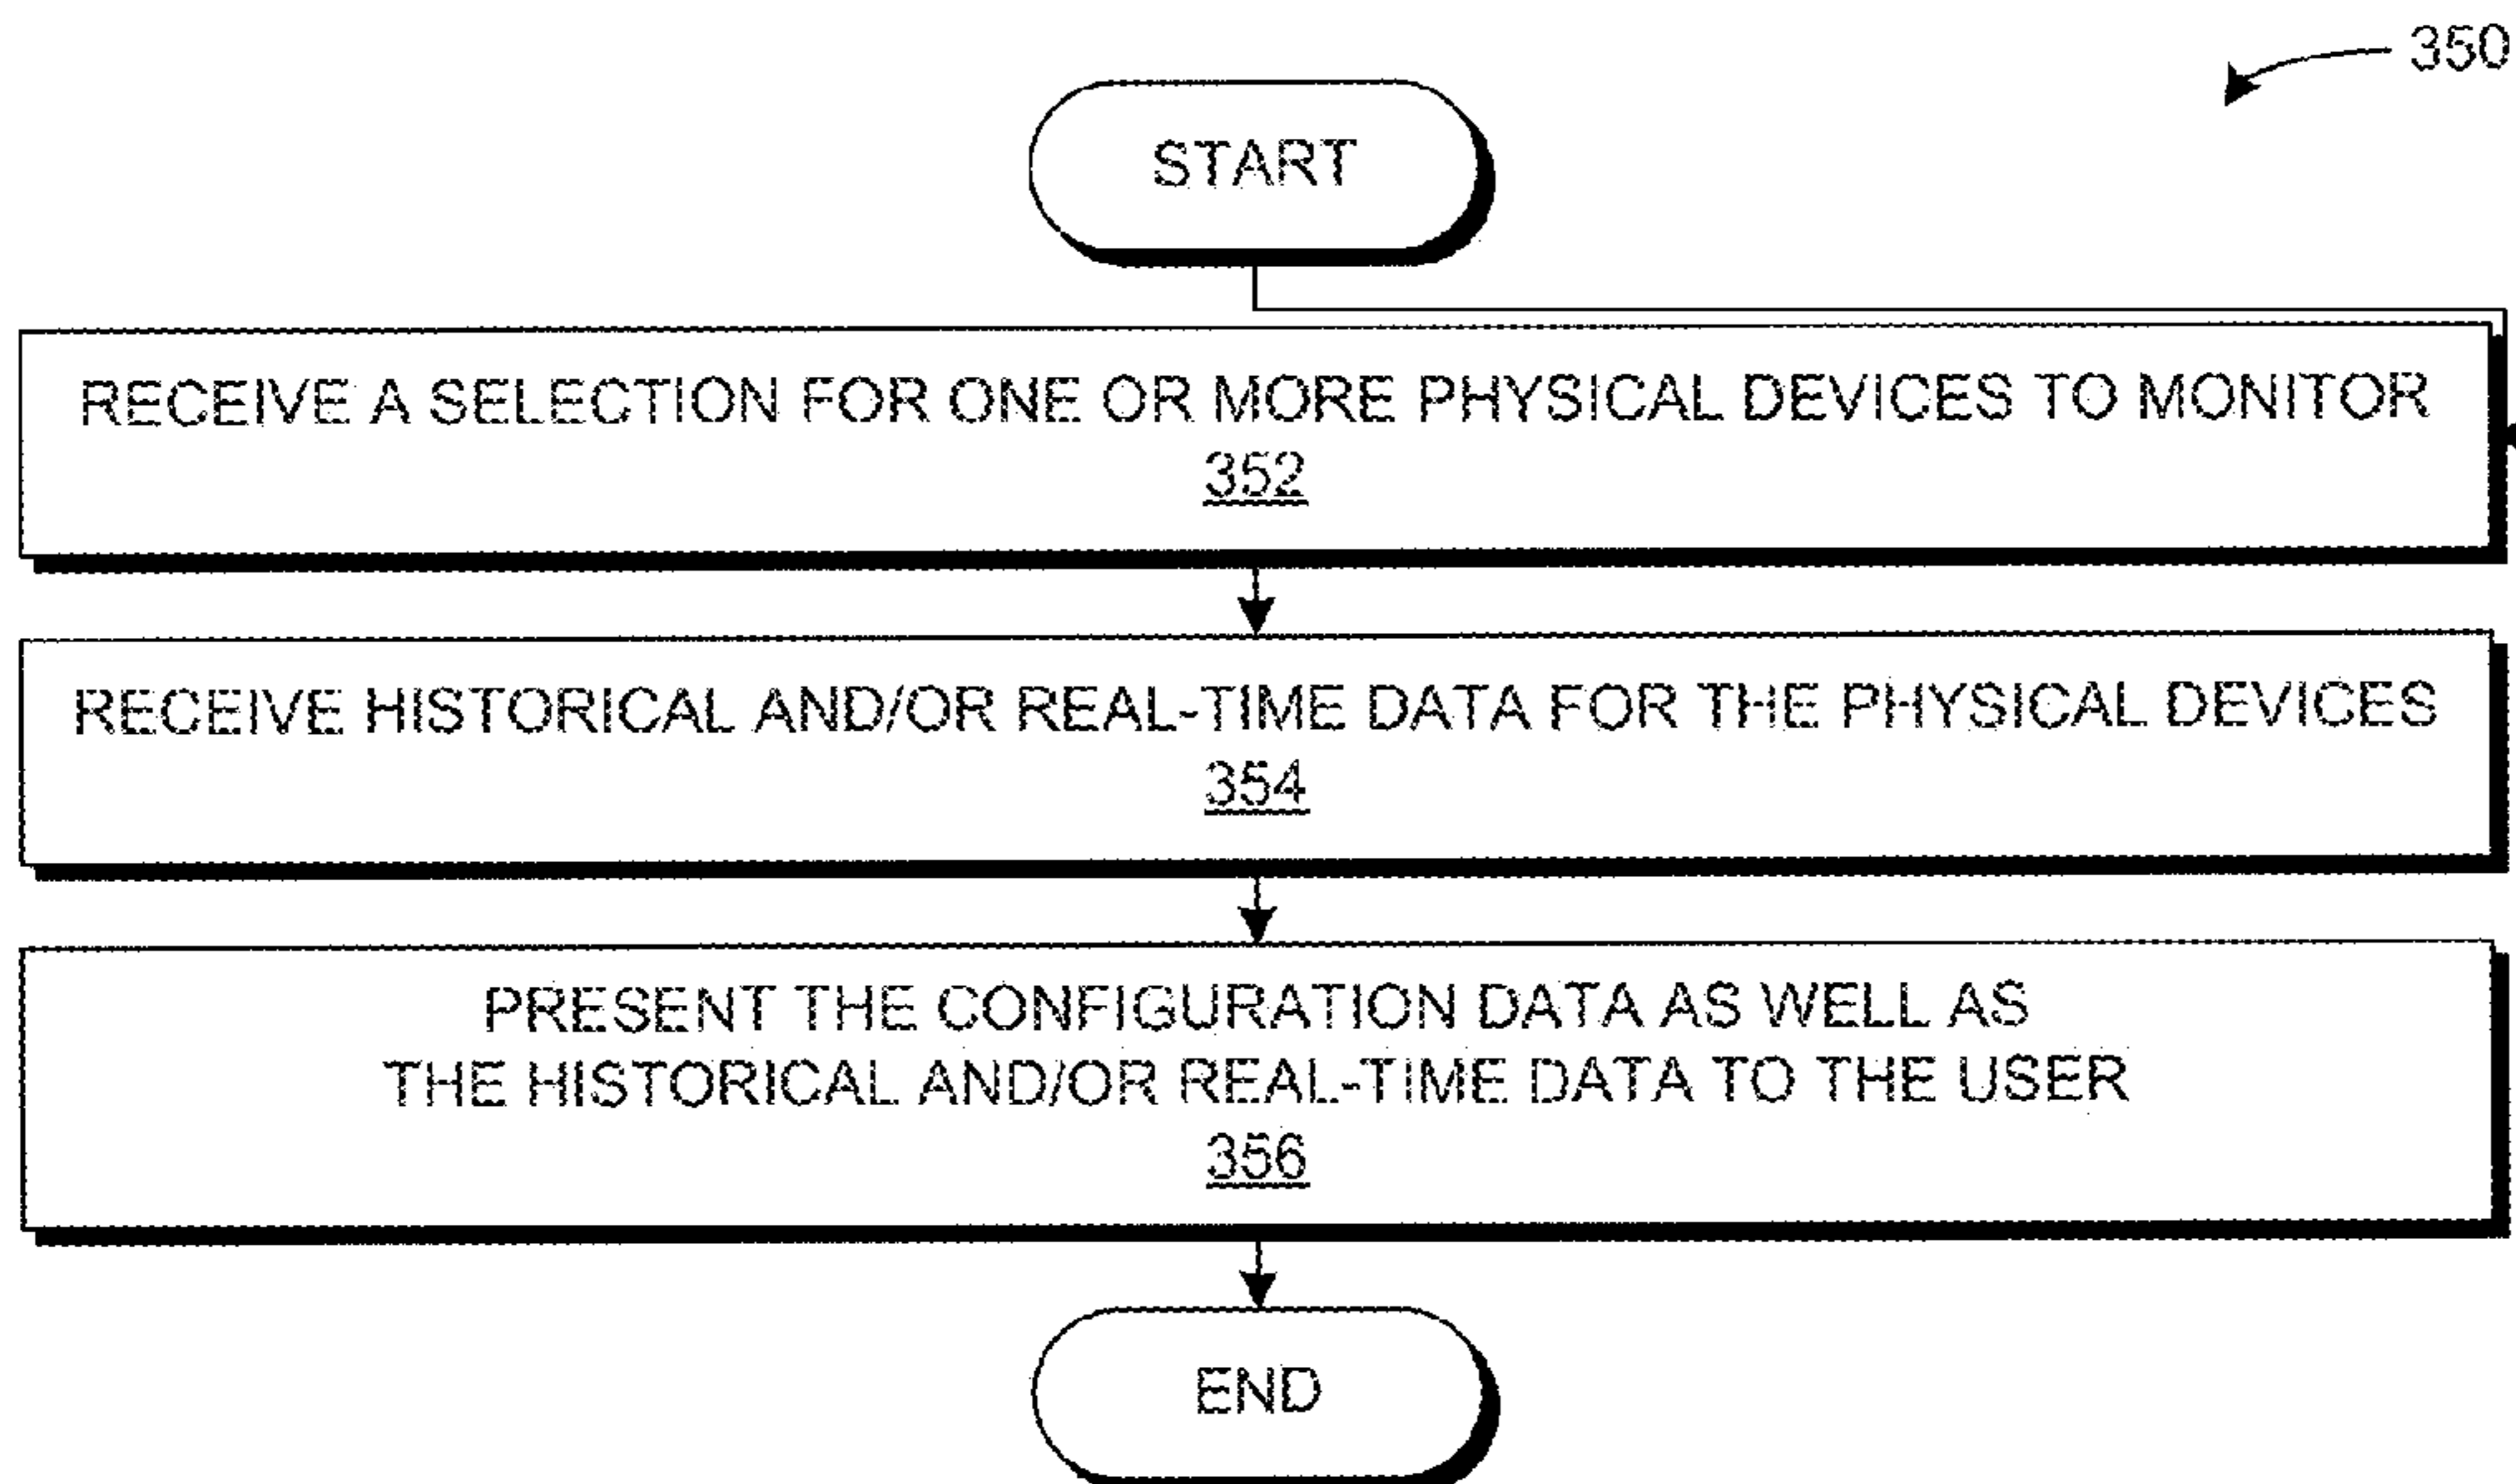 350
START
RECEIVE A SELECTION FOR ONE OR MORE PHYSICAL DEVICES TO MONITOR
352
RECEIVE HISTORICAL AND/OR REAL-TIME DATA FOR THE PHYSICAL DEVICES
354
PRESENT THE CONFIGURATION DATA AS WELL AS
THE HISTORICAL AND/OR REAL-TIME DATA TO THE USER
356
END